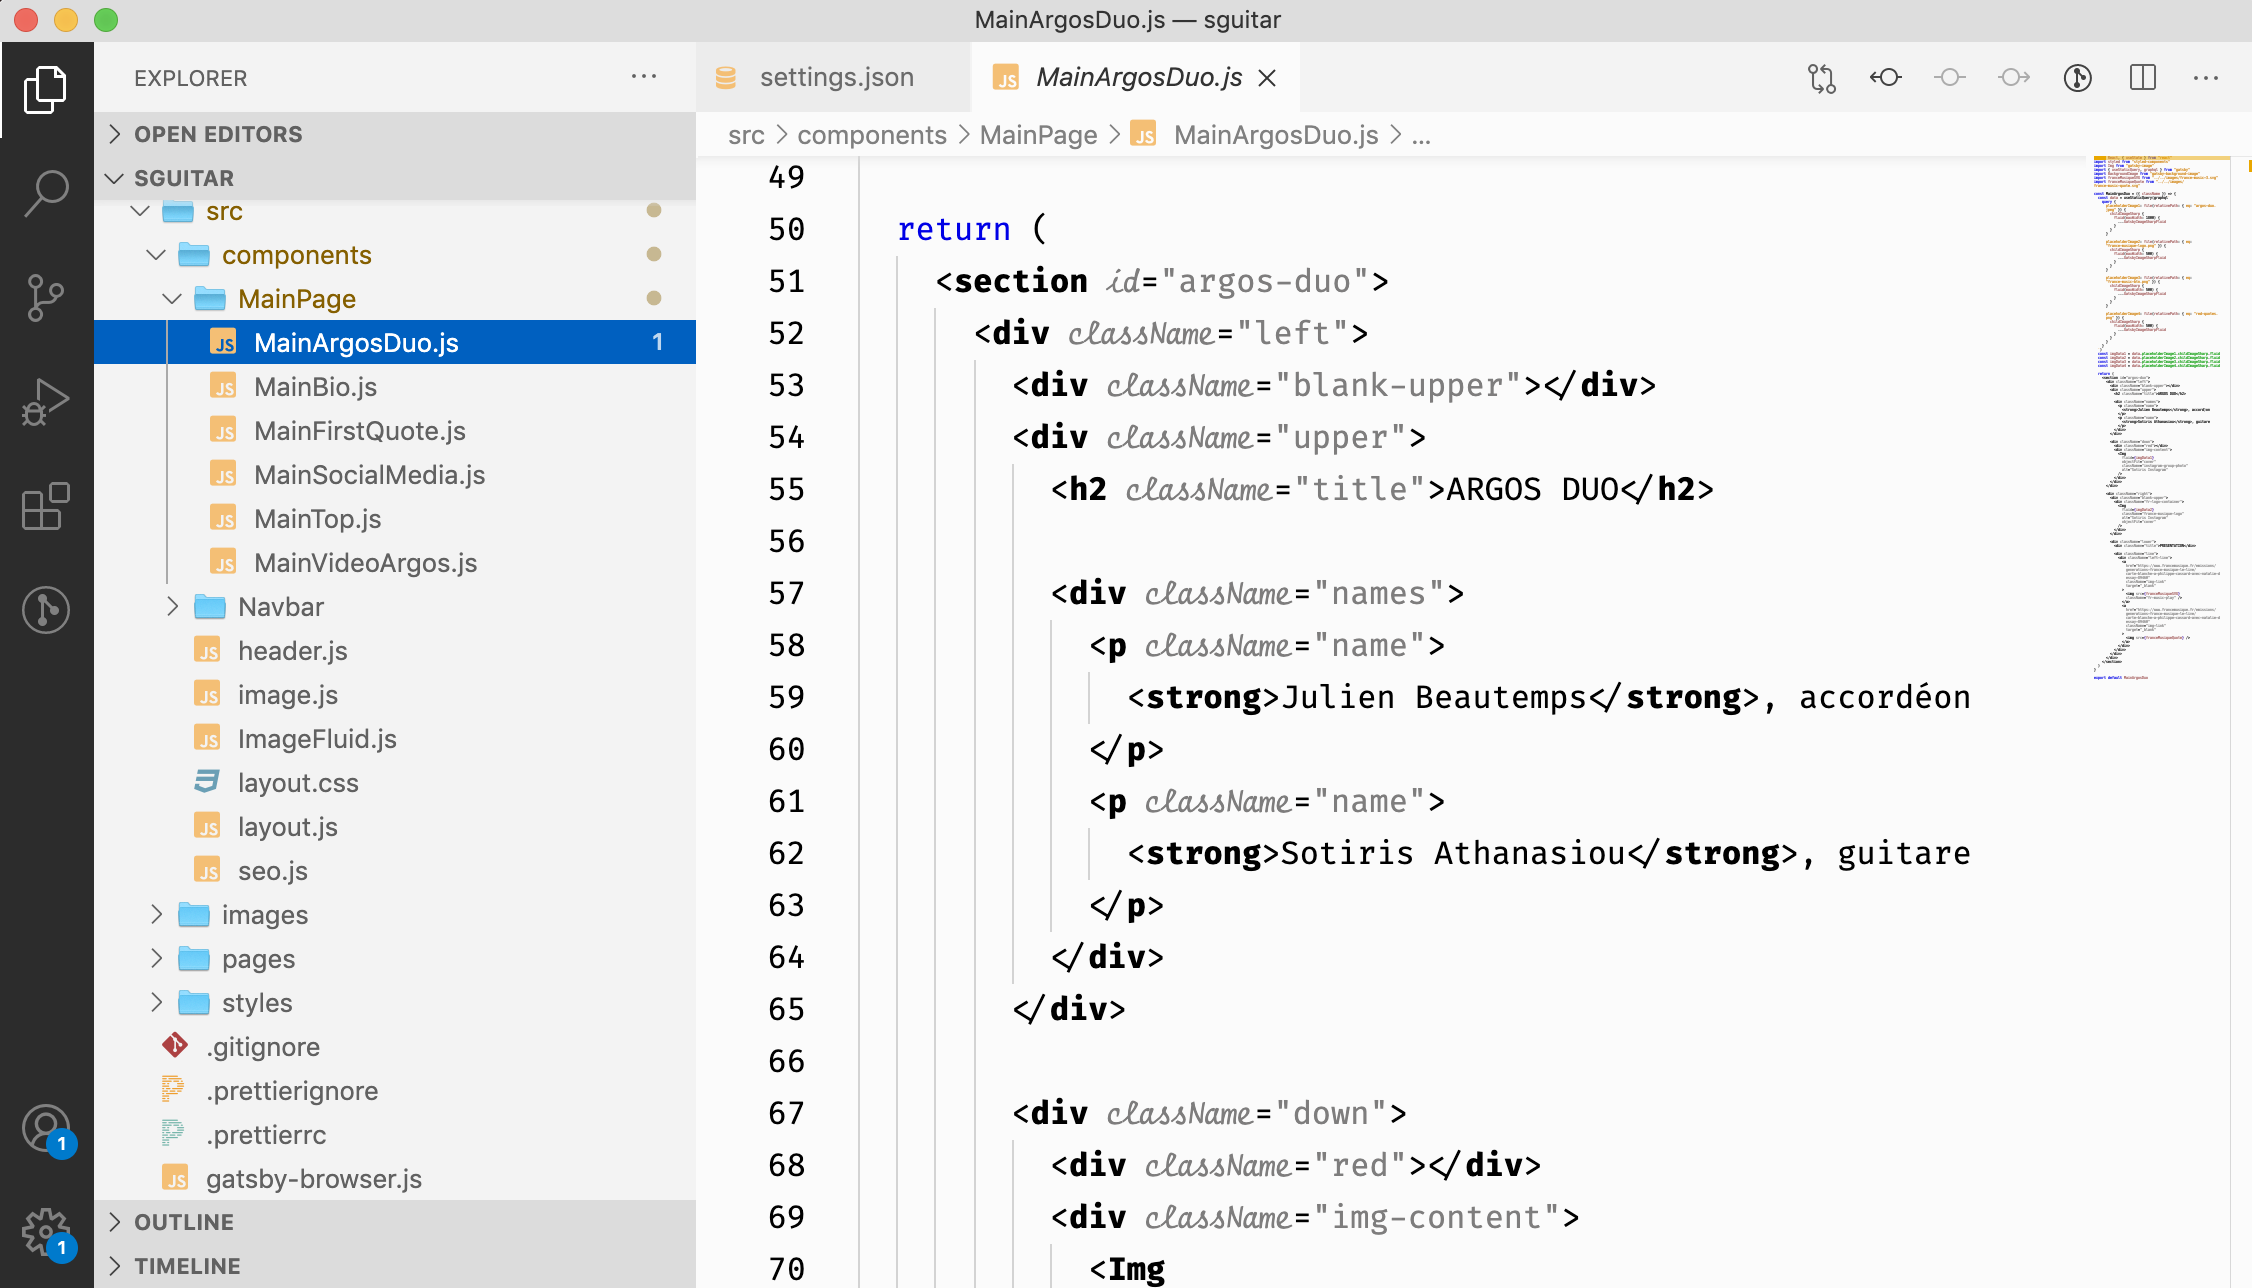 MainArgosDuo.js — sguitar
EXPLORER
OPEN EDITORS
SGUITAR
src
components
MainPage
MainArgosDuo.js 1
MainBio.js
MainFirstQuote.js
MainSocialMedia.js
MainTop.js
MainVideoArgos.js
Navbar
header.js
image.js
ImageFluid.js
layout.css
layout.js
seo.js
images
pages
styles
.gitignore
.prettierignore
.prettierrc
gatsby-browser.js
OUTLINE
TIMELINE
1
1
settings.json
JS MainArgosDuo.js
src > components > MainPage > JS MainArgosDuo.js > ...
49
50 return (
51 <section id="argos-duo">
52 <div className="left">
53 <div className="blank-upper"></div>
54 <div className="upper">
55 <h2 className="title">ARGOS DUO</h2>
56
57 <div className="names">
58 <p className="name">
59 <strong>Julien Beautemps</strong>, accordéon
60 </p>
61 <p className="name">
62 <strong>Sotiris Athanasiou</strong>, guitare
63 </p>
64 </div>
65 </div>
66
67 <div className="down">
68 <div className="red"></div>
69 <div className="img-content">
70 <Img